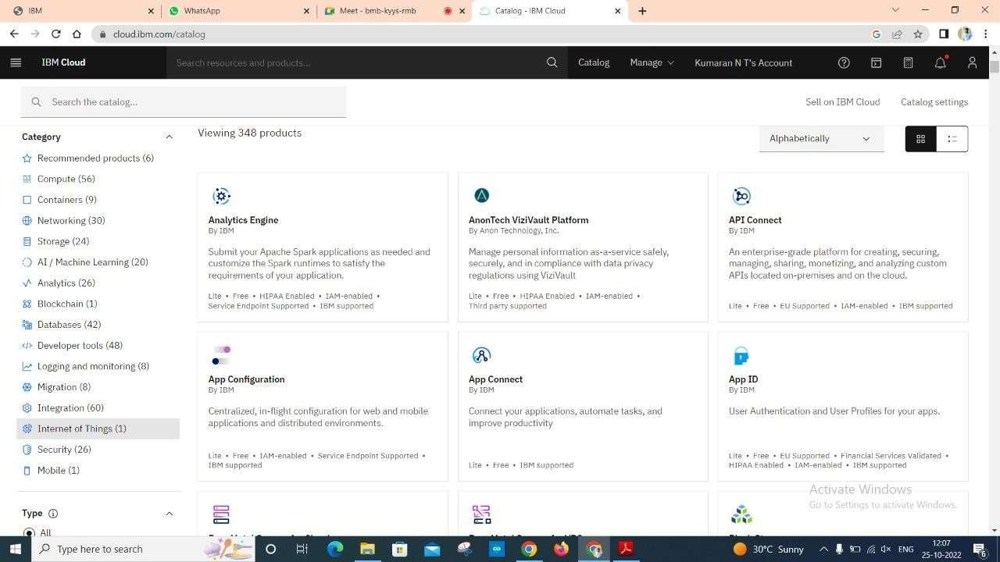 IBM
WhatsApp
Meet - bmb-kyys-rmb
Catalog - IBM Cloud
cloud.ibm.com/catalog
IBM Cloud
Search resources and products...
Catalog
Manage
Kumaran N T's Account
Search the catalog...
Sell on IBM Cloud
Catalog settings
Category
Recommended products (6)
Compute (56)
Containers (9)
Networking (30)
Storage (24)
AI / Machine Learning (20)
Analytics (26)
Blockchain (1)
Databases (42)
Developer tools (48)
Logging and monitoring (8)
Migration (8)
Integration (60)
Internet of Things (1)
Security (26)
Mobile (1)
Type
All
Viewing 348 products
Alphabetically
Analytics Engine
By IBM
Submit your Apache Spark applications as needed and
customize the Spark runtimes to satisfy the
requirements of your application.
Lite • Free • HIPAA Enabled • IAM-enabled •
Service Endpoint Supported • IBM supported
AnonTech ViziVault Platform
By Anon Technology, Inc.
Manage personal information as-a-service safely,
securely, and in compliance with data privacy
regulations using ViziVault
Lite • Free • HIPAA Enabled • IAM-enabled •
Third party supported
API Connect
By IBM
An enterprise-grade platform for creating, securing,
managing, sharing, monetizing, and analyzing custom
APIs located on-premises and on the cloud.
Lite • Free • EU Supported • IAM-enabled • IBM supported
App Configuration
By IBM
Centralized, in-flight configuration for web and mobile
applications and distributed environments.
Lite • Free • IAM-enabled • Service Endpoint Supported •
IBM supported
App Connect
By IBM
Connect your applications, automate tasks, and
improve productivity
Lite • Free • IBM supported
App ID
By IBM
User Authentication and User Profiles for your apps.
Lite • Free • EU Supported • Financial Services Validated •
HIPAA Enabled • IAM-enabled • IBM supported
Activate Windows
Go to Settings to activate Windows.
Type here to search
30°C Sunny
ENG
12:07
25-10-2022
6